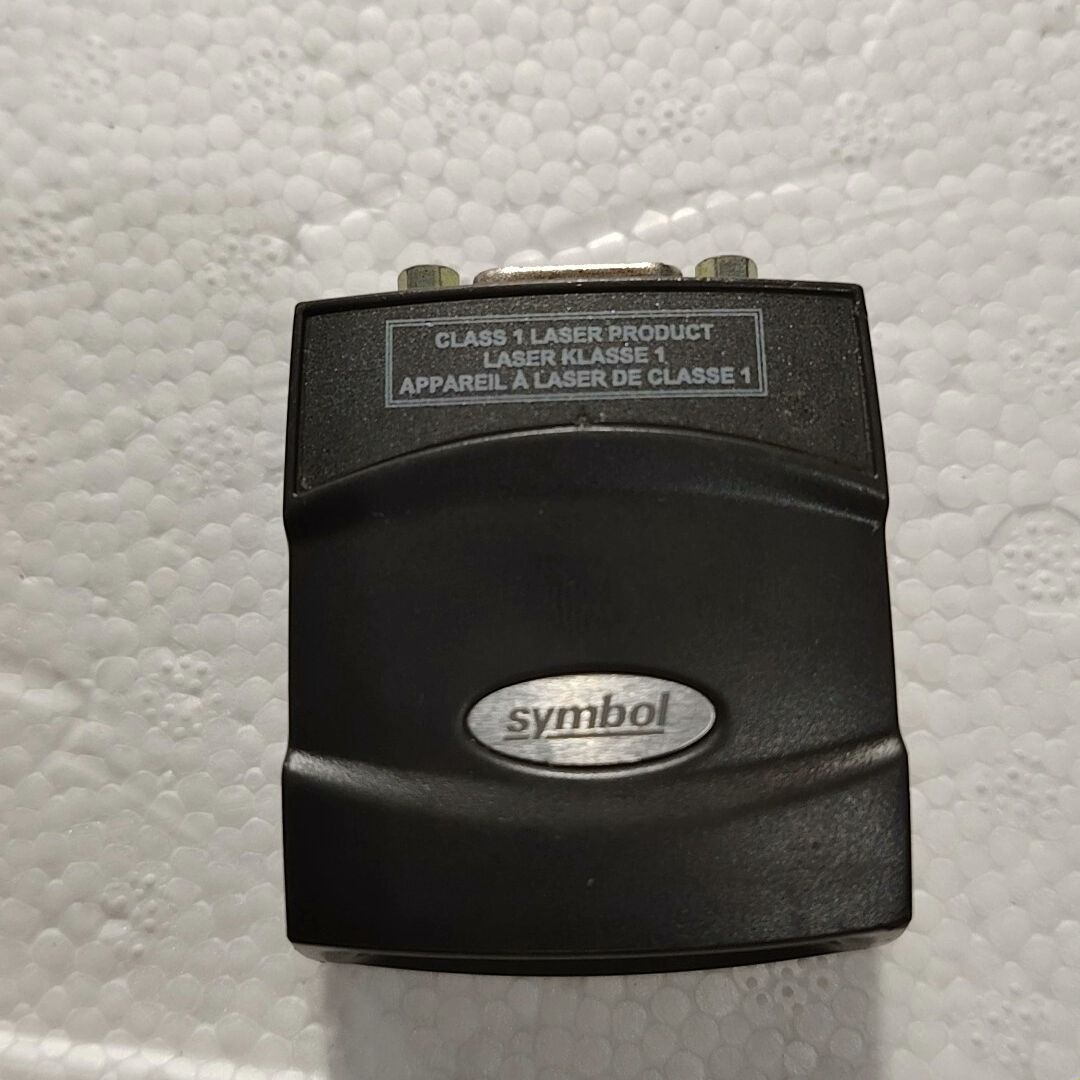 CLASS 1 LASER PRODUCT
LASER KLASSE 1
APPAREIL À LASER DE CLASSE 1
symbol